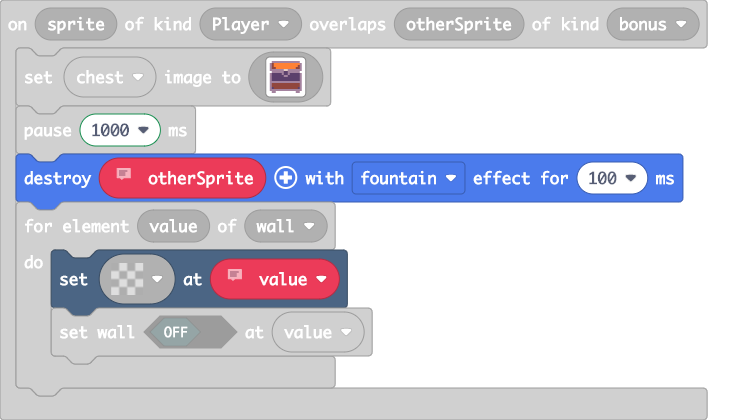 on sprite of kind Player overlaps otherSprite of kind bonus
set chest image to
pause 1000 ms
destroy otherSprite with fountain effect for 100 ms
for element value of wall
do
set at value
set wall OFF at value